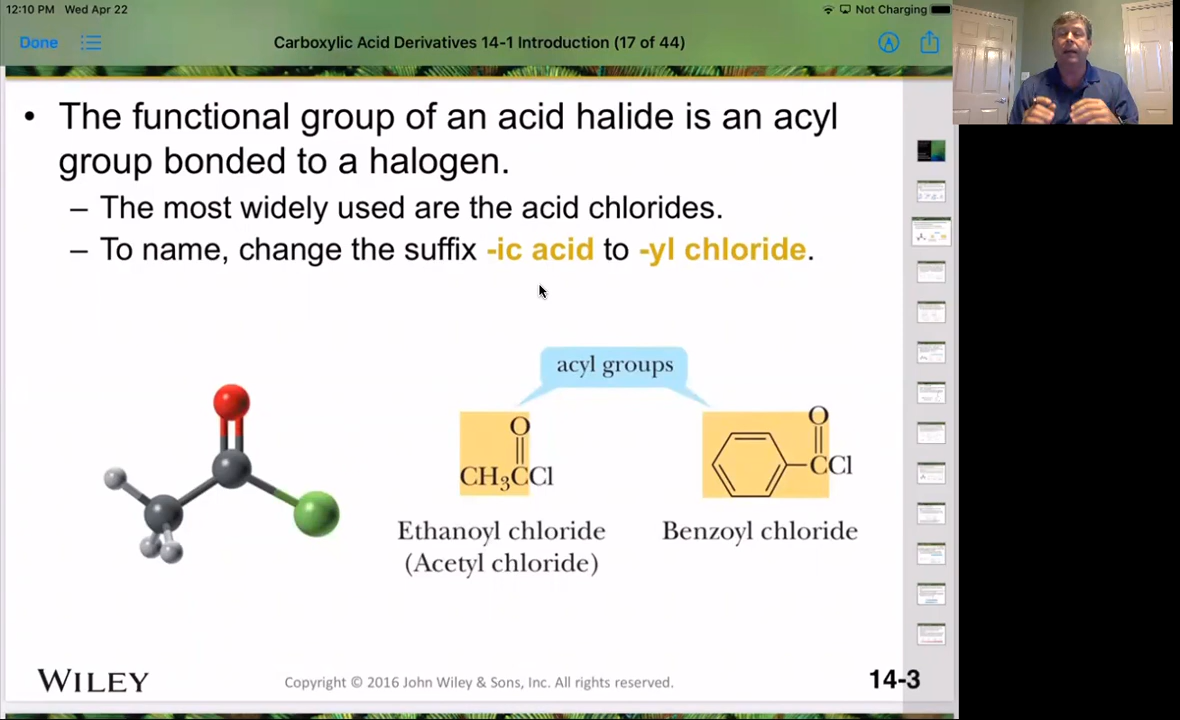 12:10 PM Wed Apr 22
Not Charging
Done
Carboxylic Acid Derivatives 14-1 Introduction (17 of 44)
• The functional group of an acid halide is an acyl
group bonded to a halogen.
– The most widely used are the acid chlorides.
– To name, change the suffix -ic acid to -yl chloride.
acyl groups
O
CH₃CCl
O
CCl
Ethanoyl chloride
(Acetyl chloride)
Benzoyl chloride
WILEY
Copyright © 2016 John Wiley & Sons, Inc. All rights reserved.
14-3